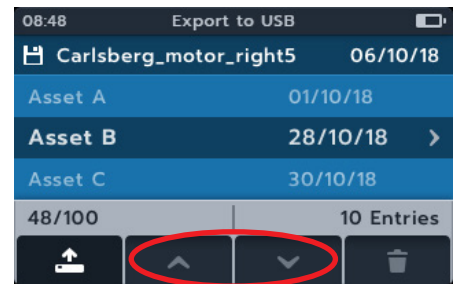 08:48 Export to USB
Carlsberg_motor_right5 06/10/18
Asset A 01/10/18
Asset B 28/10/18 >
Asset C 30/10/18
48/100 10 Entries